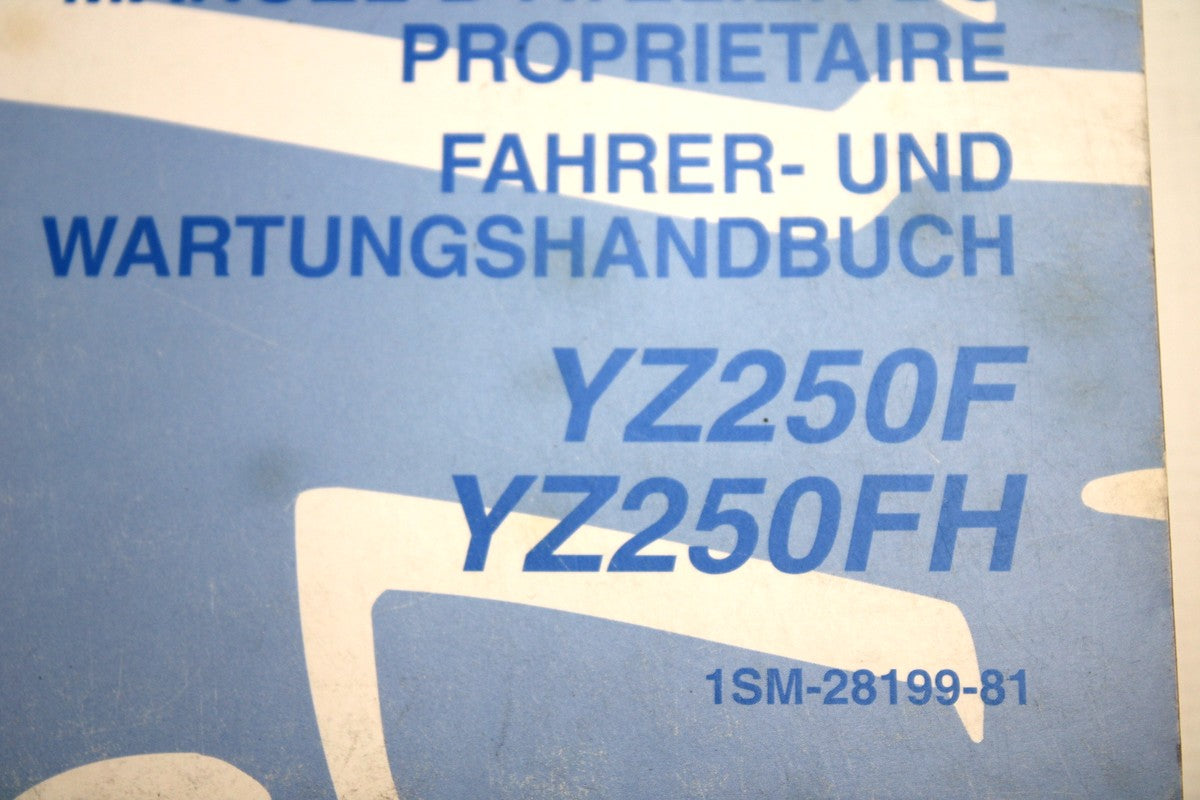 PROPRIETAIRE
FAHRER- UND
WARTUNGSHANDBUCH
YZ250F
YZ250FH
1SM-28199-81